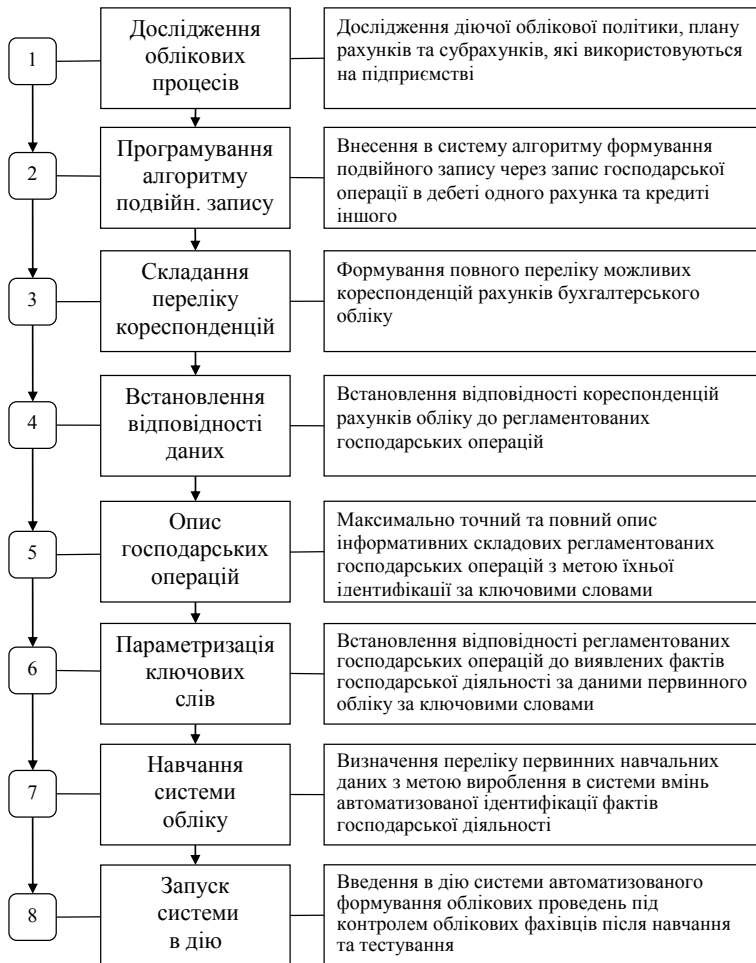 1
Дослідження
облікових
процесів
Дослідження діючої облікової політики, плану
рахунків та субрахунків, які використовуються
на підприємстві
2
Програмування
алгоритму
подвійн. запису
Внесення в систему алгоритму формування
подвійного запису через запис господарської
операції в дебеті одного рахунка та кредиті
іншого
3
Складання
переліку
кореспонденцій
Формування повного переліку можливих
кореспонденцій рахунків бухгалтерського
обліку
4
Встановлення
відповідності
даних
Встановлення відповідності кореспонденцій
рахунків обліку до регламентованих
господарських операцій
5
Опис
господарських
операцій
Максимально точний та повний опис
інформативних складових регламентованих
господарських операцій з метою їхньої
ідентифікації за ключовими словами
6
Параметризація
ключових
слів
Встановлення відповідності регламентованих
господарських операцій до виявлених фактів
господарської діяльності за даними первинного
обліку за ключовими словами
7
Навчання
системи
обліку
Визначення переліку первинних навчальних
даних з метою вироблення в системи вмінь
автоматизованої ідентифікації фактів
господарської діяльності
8
Запуск
системи
в дію
Введення в дію системи автоматизованого
формування облікових проведень під
контролем облікових фахівців після навчання
та тестування